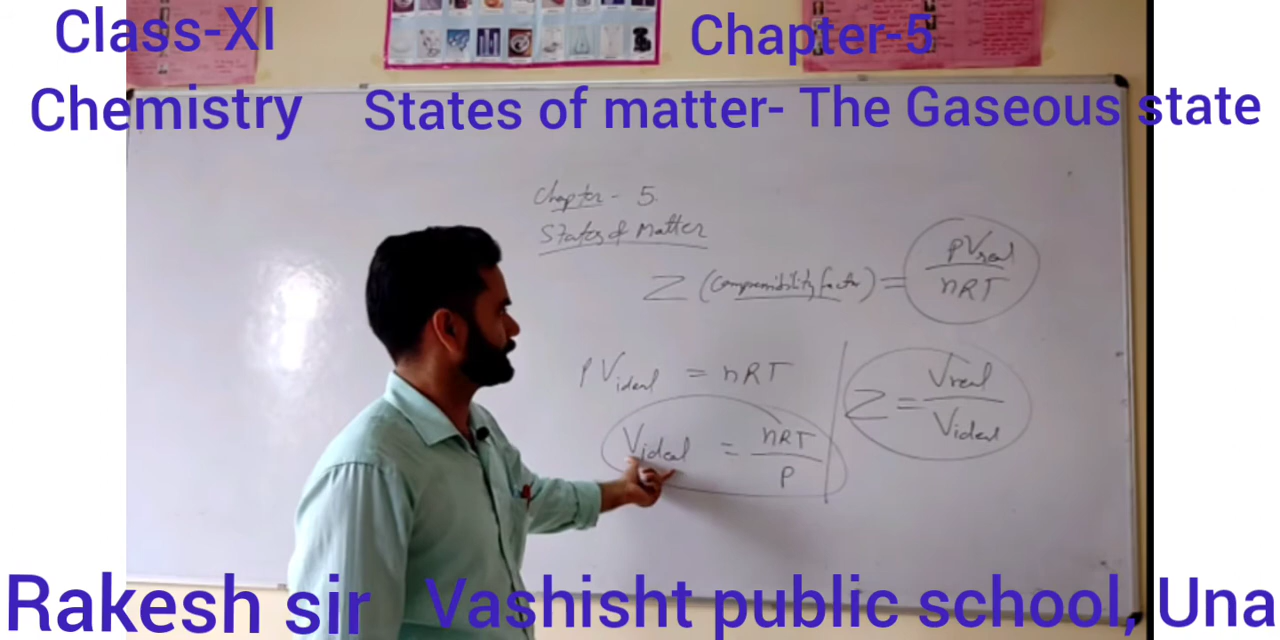 Class-XI
Chapter-5
Chemistry
States of matter- The Gaseous state
Chapter - 5.
States of Matter
Z (Compressibility factor) = PVreal / nRT
PVideal = nRT
Z = Vreal / Videal
Videal = nRT / P
Rakesh sir
Vashisht public school, Una